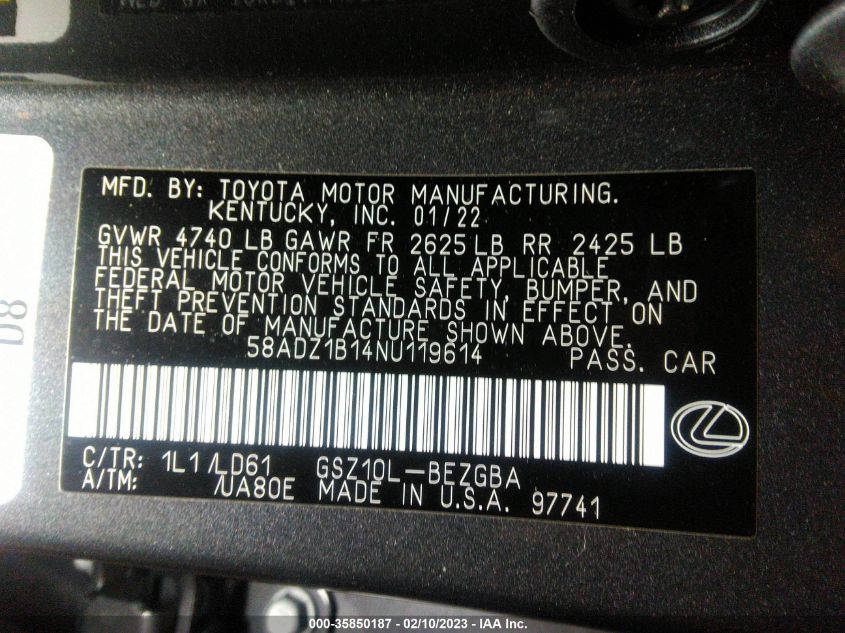 MFD. BY: TOYOTA MOTOR MANUFACTURING.
KENTUCKY, INC. 01/22
GVWR 4740 LB GAWR FR 2625 LB RR 2425 LB
THIS VEHICLE CONFORMS TO ALL APPLICABLE
FEDERAL MOTOR VEHICLE SAFETY, BUMPER, AND
THEFT PREVENTION STANDARDS IN EFFECT ON
THE DATE OF MANUFACTURE SHOWN ABOVE.
58ADZ1B14NU119614 PASS. CAR
C/TR: 1L1/LD61 GSZ10L-BEZGBA
A/TM: /UA80E MADE IN U.S.A. 97741
000-35850187 - 02/10/2023 - IAA Inc.